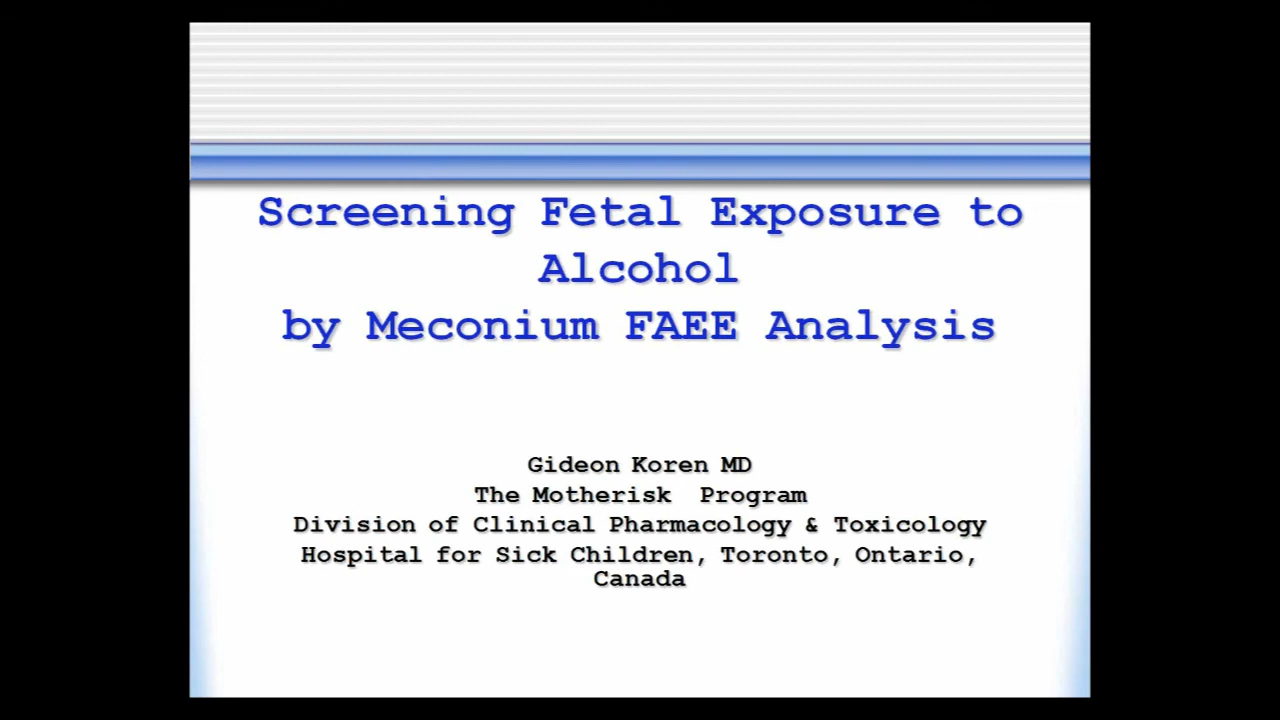 Screening Fetal Exposure to
Alcohol
by Meconium FAEE Analysis
Gideon Koren MD
The Motherisk Program
Division of Clinical Pharmacology & Toxicology
Hospital for Sick Children, Toronto, Ontario,
Canada